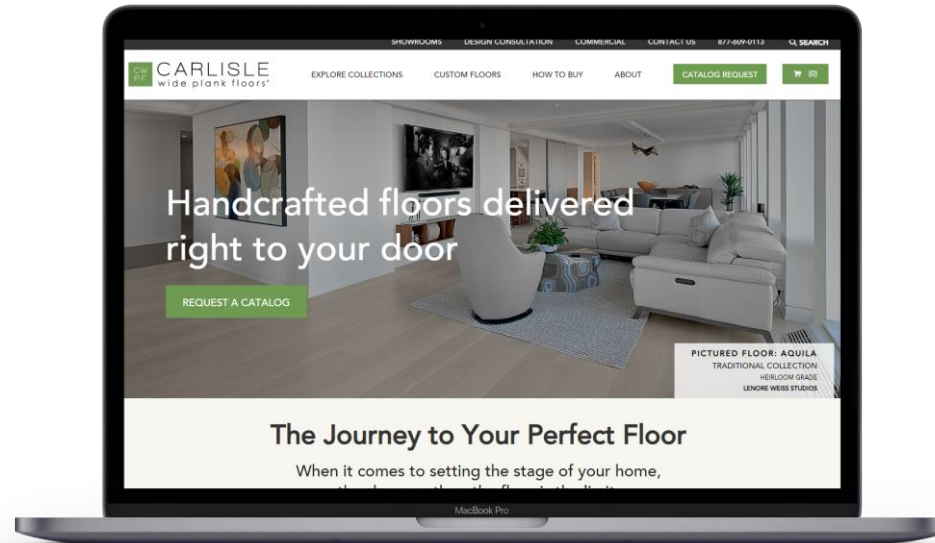 SHOWROOMS DESIGN CONSULTATION COMMERCIAL CONTACT US 877-609-0113 SEARCH
CW
PF
CARLISLE
wide plank floors
EXPLORE COLLECTIONS CUSTOM FLOORS HOW TO BUY ABOUT CATALOG REQUEST (0)
Handcrafted floors delivered
right to your door
REQUEST A CATALOG
PICTURED FLOOR: AQUILA
TRADITIONAL COLLECTION
HEIRLOOM GRADE
LENORE WEISS STUDIOS
The Journey to Your Perfect Floor
When it comes to setting the stage of your home,
MacBook Pro